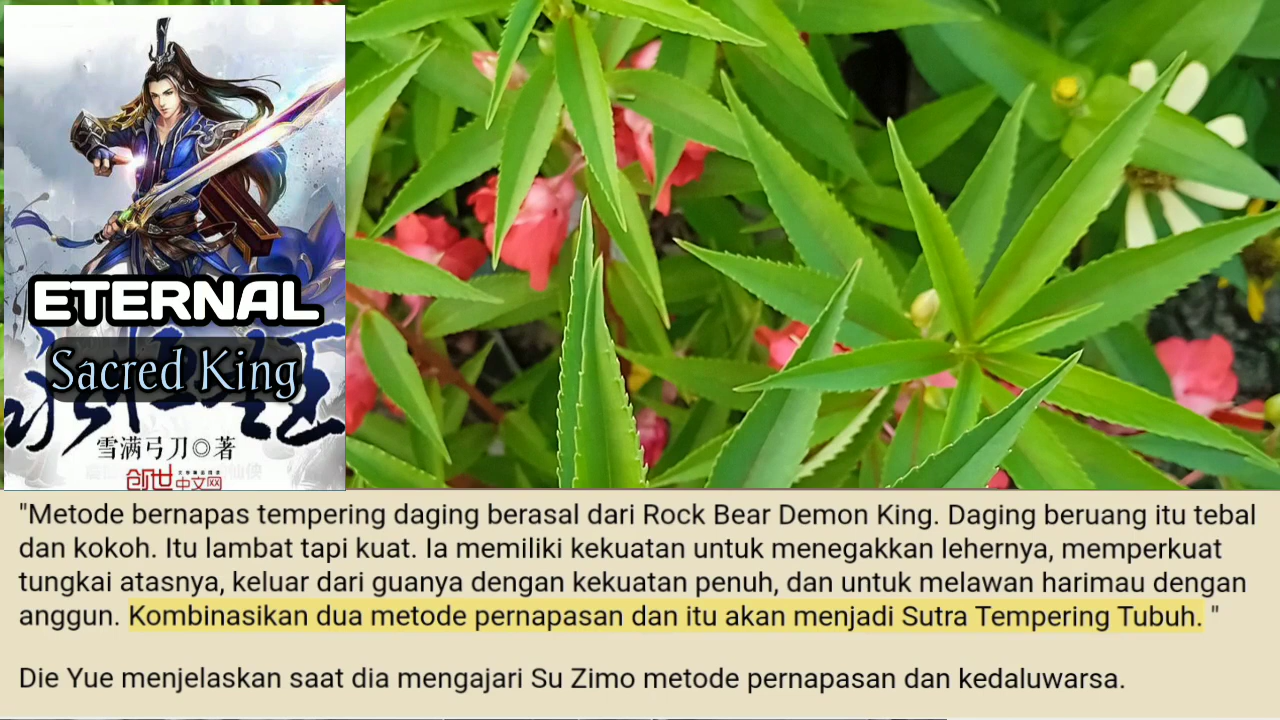 ETERNAL
Sacred King
雪满弓刀◎著
创世中文网
"Metode bernapas tempering daging berasal dari Rock Bear Demon King. Daging beruang itu tebal
dan kokoh. Itu lambat tapi kuat. Ia memiliki kekuatan untuk menegakkan lehernya, memperkuat
tungkai atasnya, keluar dari guanya dengan kekuatan penuh, dan untuk melawan harimau dengan
anggun. Kombinasikan dua metode pernapasan dan itu akan menjadi Sutra Tempering Tubuh. "
Die Yue menjelaskan saat dia mengajari Su Zimo metode pernapasan dan kedaluwarsa.